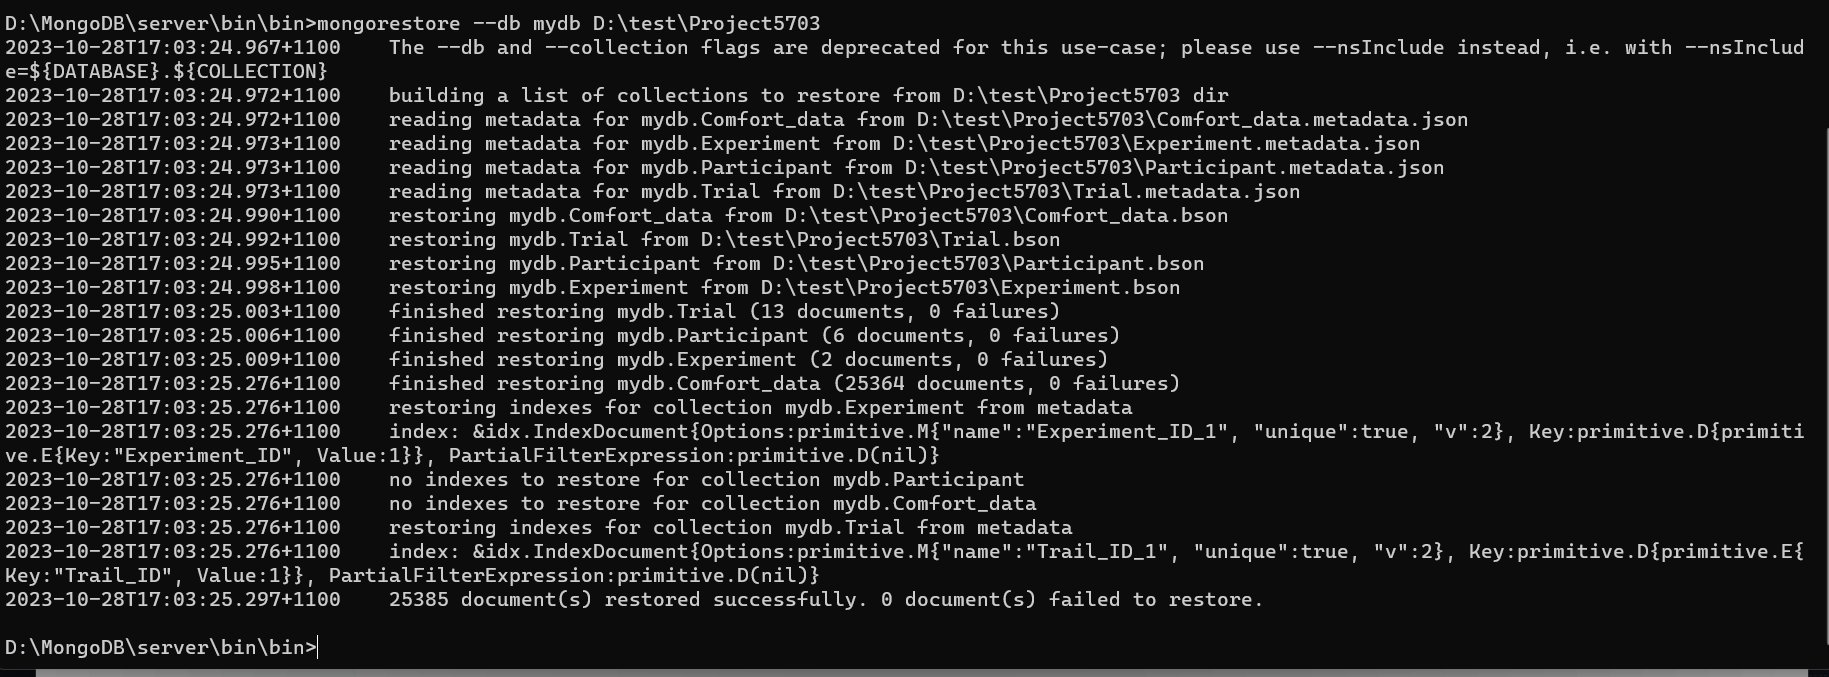 D:\MongoDB\server\bin\bin>mongorestore --db mydb D:\test\Project5703
2023-10-28T17:03:24.967+1100    The --db and --collection flags are deprecated for this use-case; please use --nsInclude instead, i.e. with --nsInclud
e=${DATABASE}.${COLLECTION}
2023-10-28T17:03:24.972+1100    building a list of collections to restore from D:\test\Project5703 dir
2023-10-28T17:03:24.972+1100    reading metadata for mydb.Comfort_data from D:\test\Project5703\Comfort_data.metadata.json
2023-10-28T17:03:24.973+1100    reading metadata for mydb.Experiment from D:\test\Project5703\Experiment.metadata.json
2023-10-28T17:03:24.973+1100    reading metadata for mydb.Participant from D:\test\Project5703\Participant.metadata.json
2023-10-28T17:03:24.973+1100    reading metadata for mydb.Trial from D:\test\Project5703\Trial.metadata.json
2023-10-28T17:03:24.990+1100    restoring mydb.Comfort_data from D:\test\Project5703\Comfort_data.bson
2023-10-28T17:03:24.992+1100    restoring mydb.Trial from D:\test\Project5703\Trial.bson
2023-10-28T17:03:24.995+1100    restoring mydb.Participant from D:\test\Project5703\Participant.bson
2023-10-28T17:03:24.998+1100    restoring mydb.Experiment from D:\test\Project5703\Experiment.bson
2023-10-28T17:03:25.003+1100    finished restoring mydb.Trial (13 documents, 0 failures)
2023-10-28T17:03:25.006+1100    finished restoring mydb.Participant (6 documents, 0 failures)
2023-10-28T17:03:25.009+1100    finished restoring mydb.Experiment (2 documents, 0 failures)
2023-10-28T17:03:25.276+1100    finished restoring mydb.Comfort_data (25364 documents, 0 failures)
2023-10-28T17:03:25.276+1100    restoring indexes for collection mydb.Experiment from metadata
2023-10-28T17:03:25.276+1100    index: &idx.IndexDocument{Options:primitive.M{"name":"Experiment_ID_1", "unique":true, "v":2}, Key:primitive.D{primiti
ve.E{Key:"Experiment_ID", Value:1}}, PartialFilterExpression:primitive.D(nil)}
2023-10-28T17:03:25.276+1100    no indexes to restore for collection mydb.Participant
2023-10-28T17:03:25.276+1100    no indexes to restore for collection mydb.Comfort_data
2023-10-28T17:03:25.276+1100    restoring indexes for collection mydb.Trial from metadata
2023-10-28T17:03:25.276+1100    index: &idx.IndexDocument{Options:primitive.M{"name":"Trail_ID_1", "unique":true, "v":2}, Key:primitive.D{primitive.E{
Key:"Trail_ID", Value:1}}, PartialFilterExpression:primitive.D(nil)}
2023-10-28T17:03:25.297+1100    25385 document(s) restored successfully. 0 document(s) failed to restore.
D:\MongoDB\server\bin\bin>